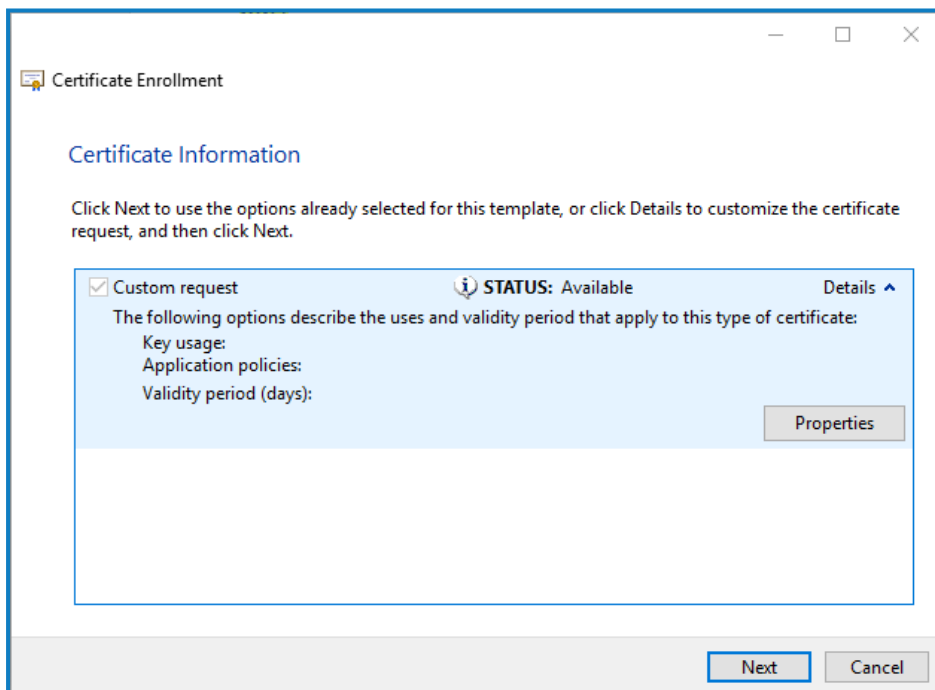 Certificate Enrollment
Certificate Information
Click Next to use the options already selected for this template, or click Details to customize the certificate
request, and then click Next.
Custom request STATUS: Available Details
The following options describe the uses and validity period that apply to this type of certificate:
Key usage:
Application policies:
Validity period (days):
Properties
Next Cancel